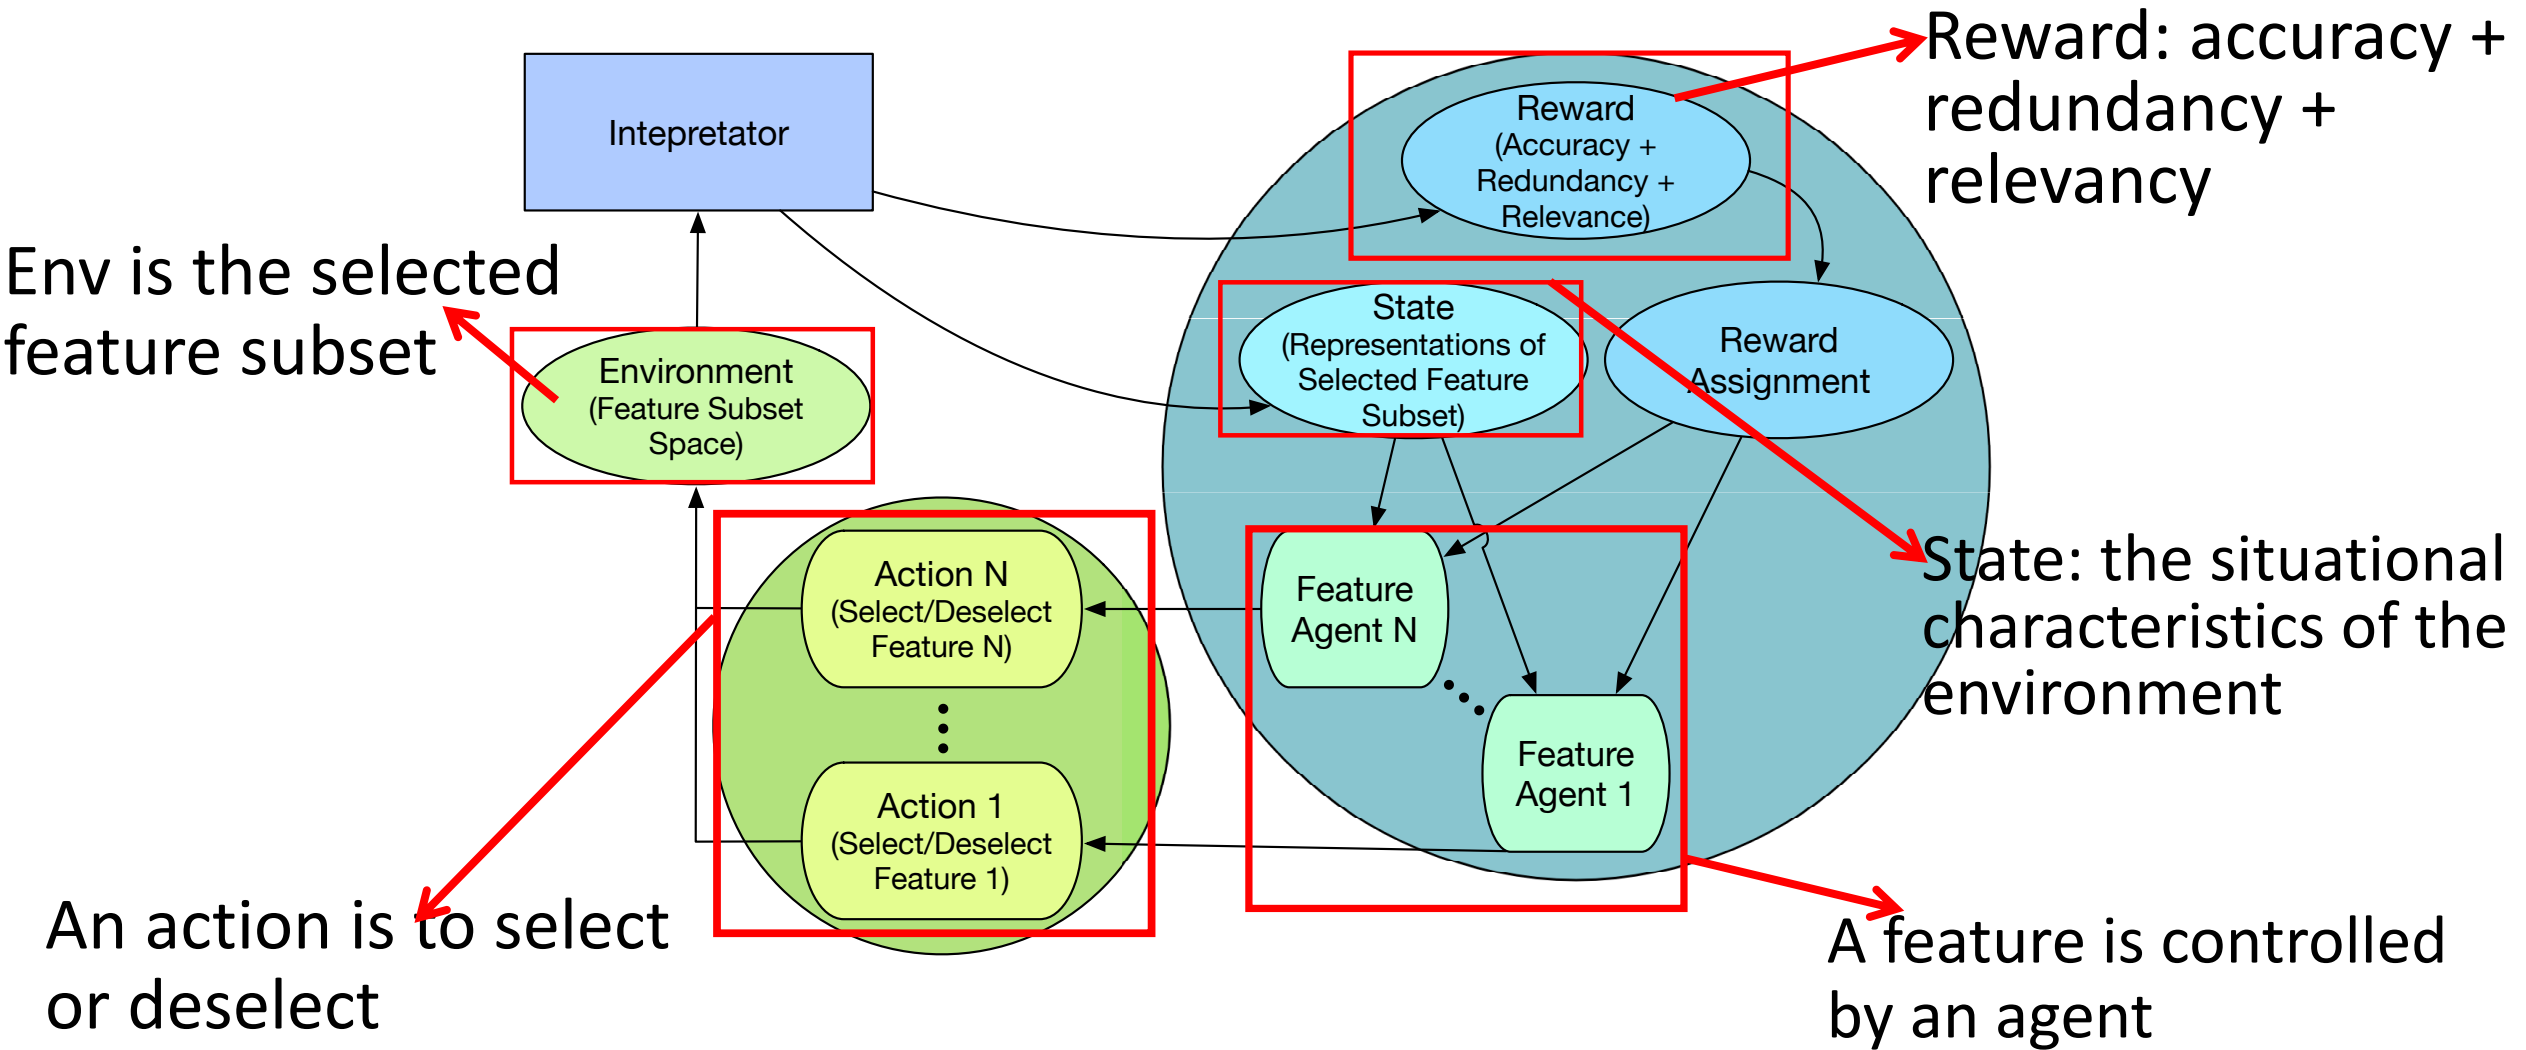 Reward: accuracy +
redundancy +
relevancy
Intepretator
Reward
(Accuracy +
Redundancy +
Relevance)
Env is the selected
feature subset
State
(Representations of
Selected Feature
Subset)
Reward
Assignment
Environment
(Feature Subset
Space)
State: the situational
characteristics of the
environment
Action N
(Select/Deselect
Feature N)
Feature
Agent N
Action 1
(Select/Deselect
Feature 1)
Feature
Agent 1
An action is to select
or deselect
A feature is controlled
by an agent